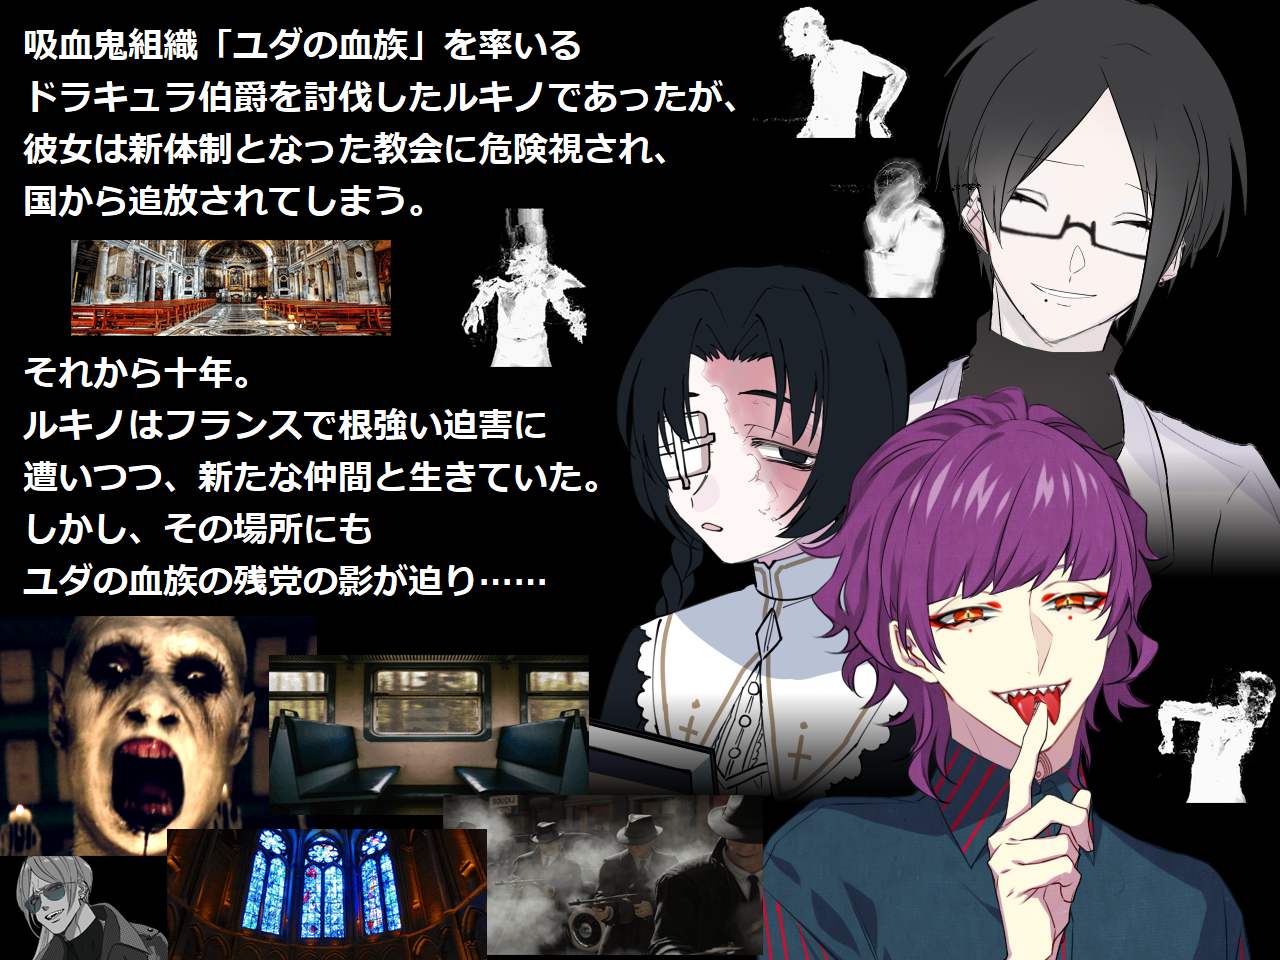 吸血鬼組織「ユダの血族」を率いる
ドラキュラ伯爵を討伐したルキノであったが、
彼女は新体制となった教会に危険視され、
国から追放されてしまう。
それから十年。
ルキノはフランスで根強い迫害に
遭いつつ、新たな仲間と生きていた。
しかし、その場所にも
ユダの血族の残党の影が迫り……